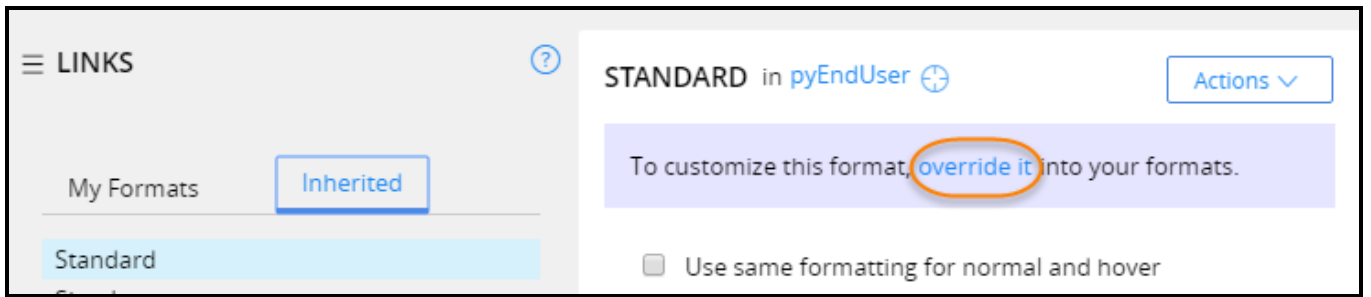 LINKS
?
My Formats
Inherited
Standard
STANDARD in pyEndUser
Actions
To customize this format, override it into your formats.
Use same formatting for normal and hover